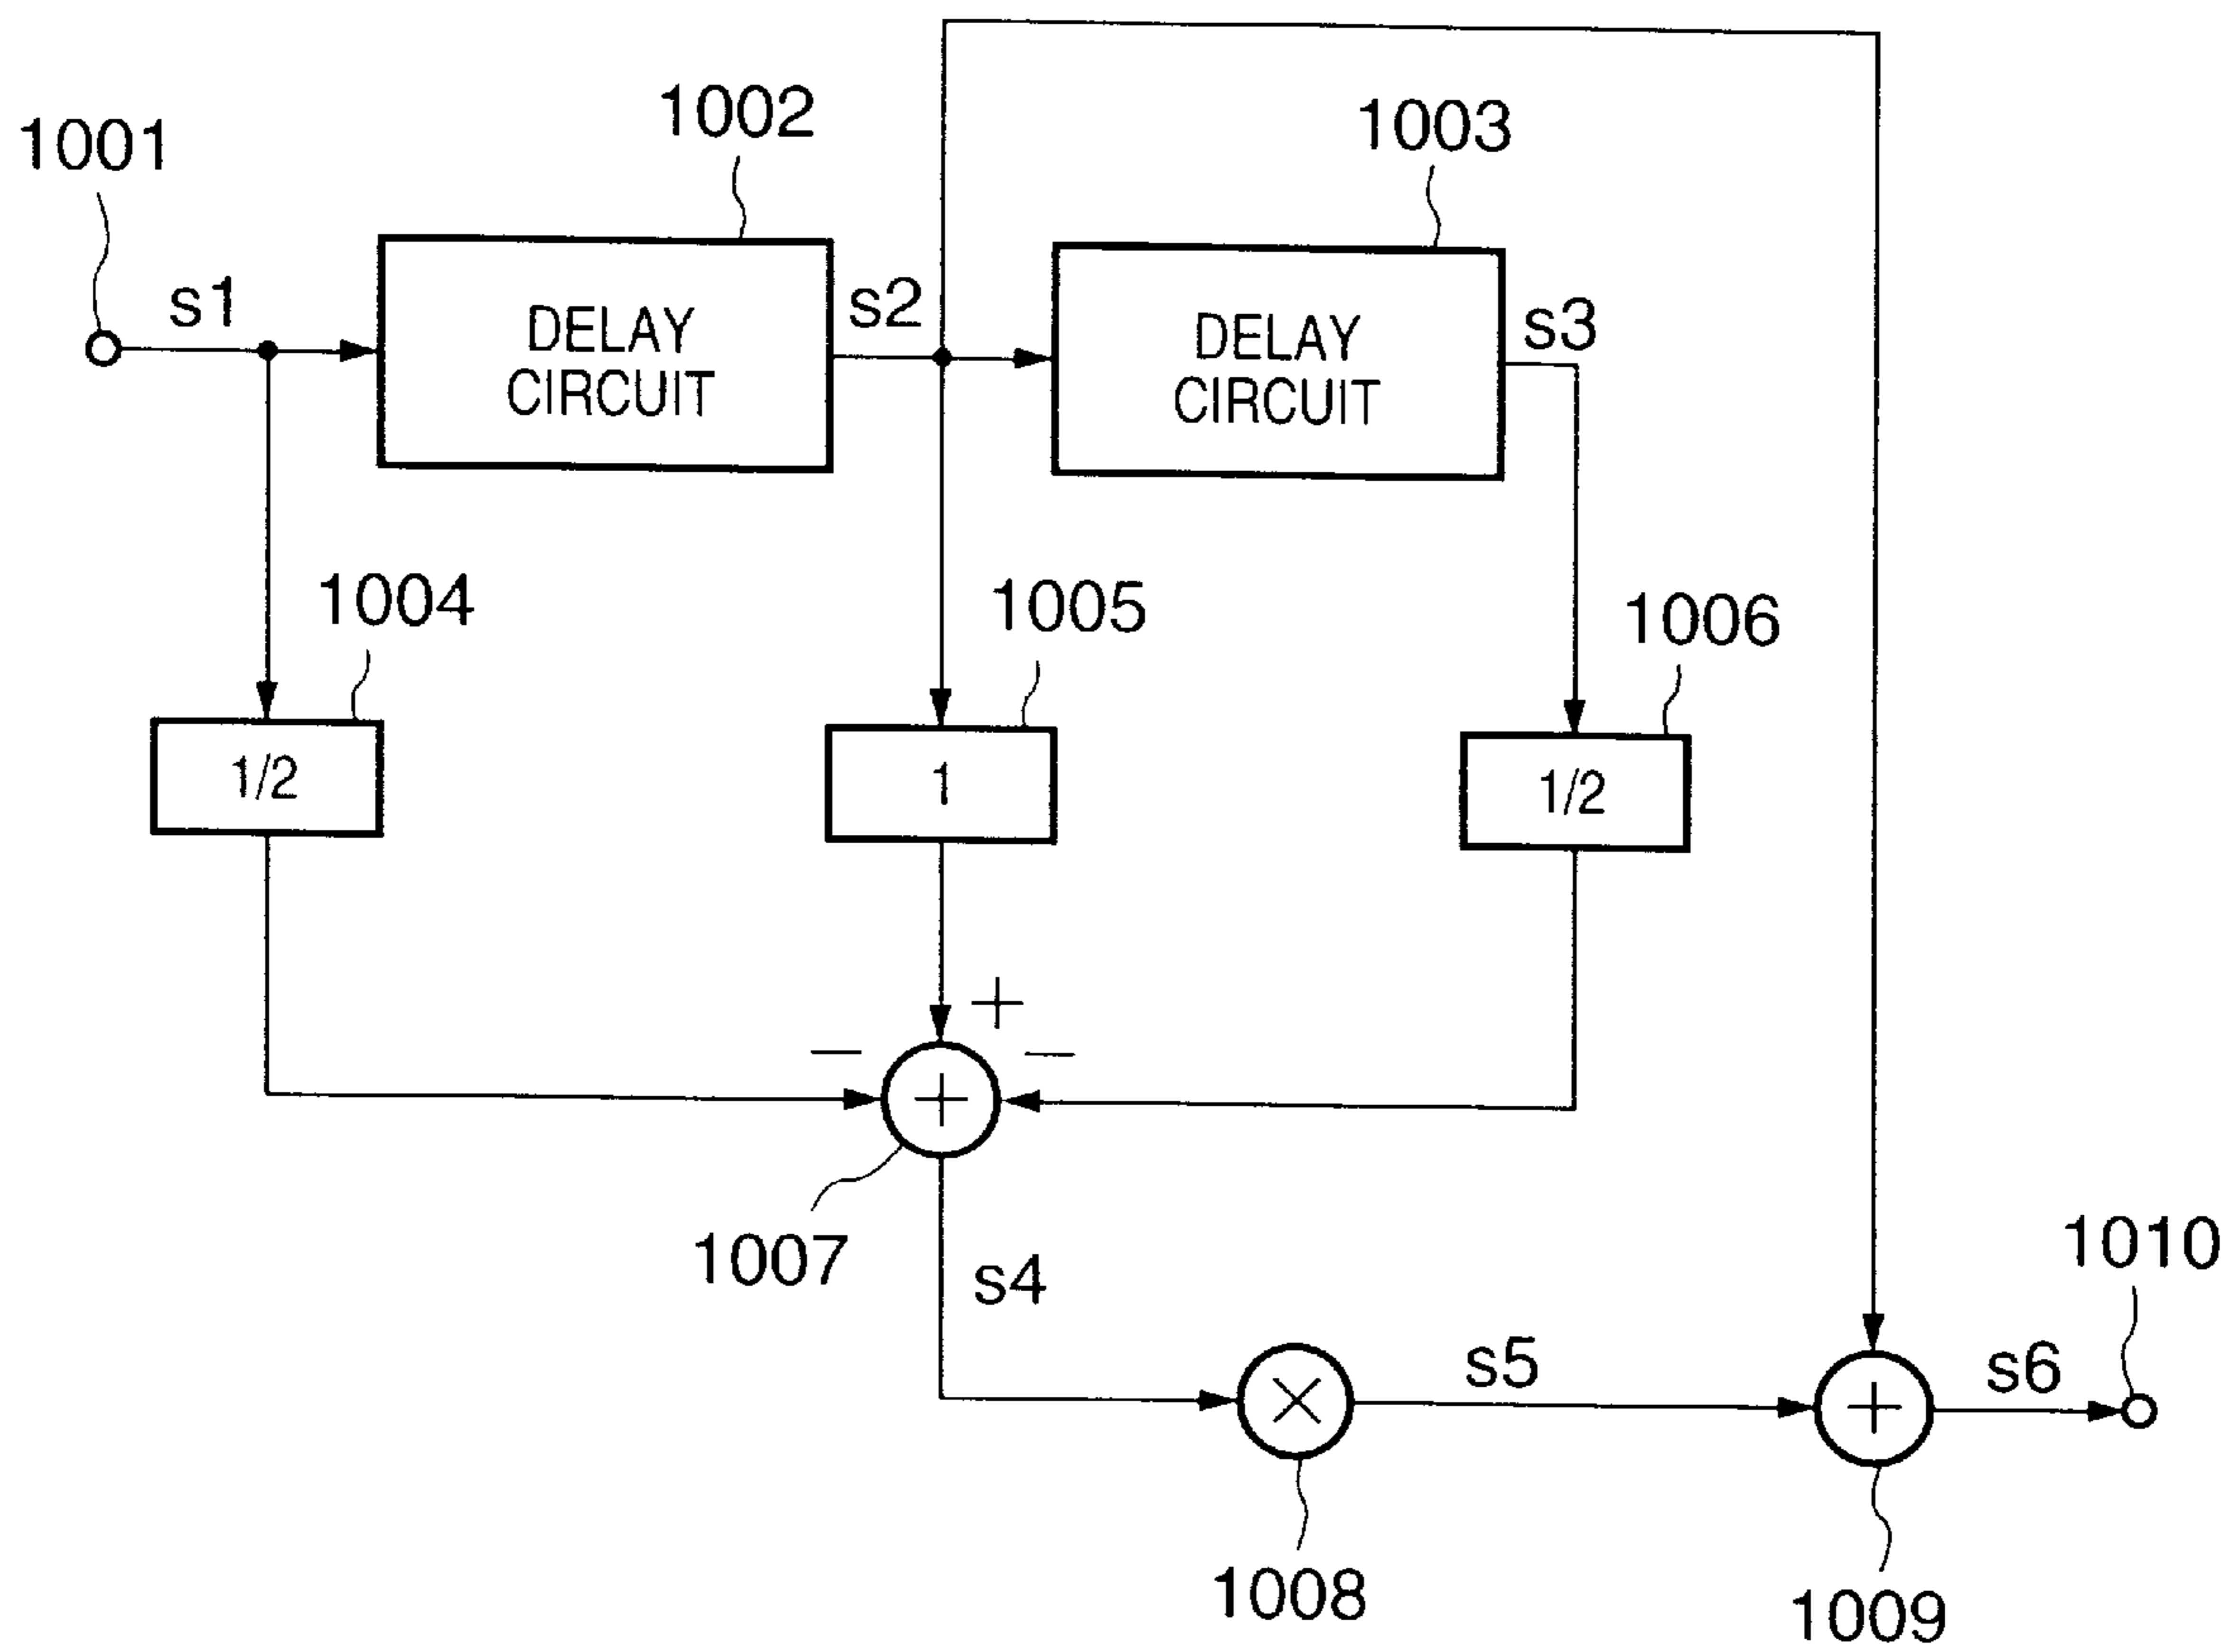 1001
1002
1003
s1
DELAY
CIRCUIT
s2
DELAY
CIRCUIT
s3
1004
1005
1006
1/2
1
1/2
+
−
−
+
1007
s4
1010
×
s5
+
s6
1008
1009